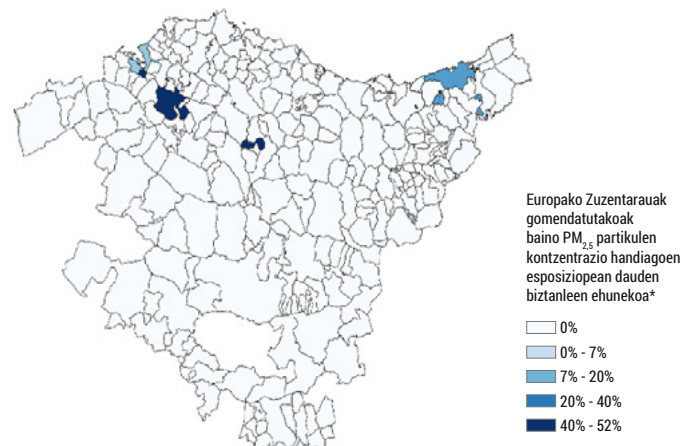 Europako Zuzentarauak
gomendatutakoak
baino PM2,5 partikulen
kontzentrazio handiagoen
esposiziopean dauden
biztanleen ehunekoa*
0%
0% - 7%
7% - 20%
20% - 40%
40% - 52%